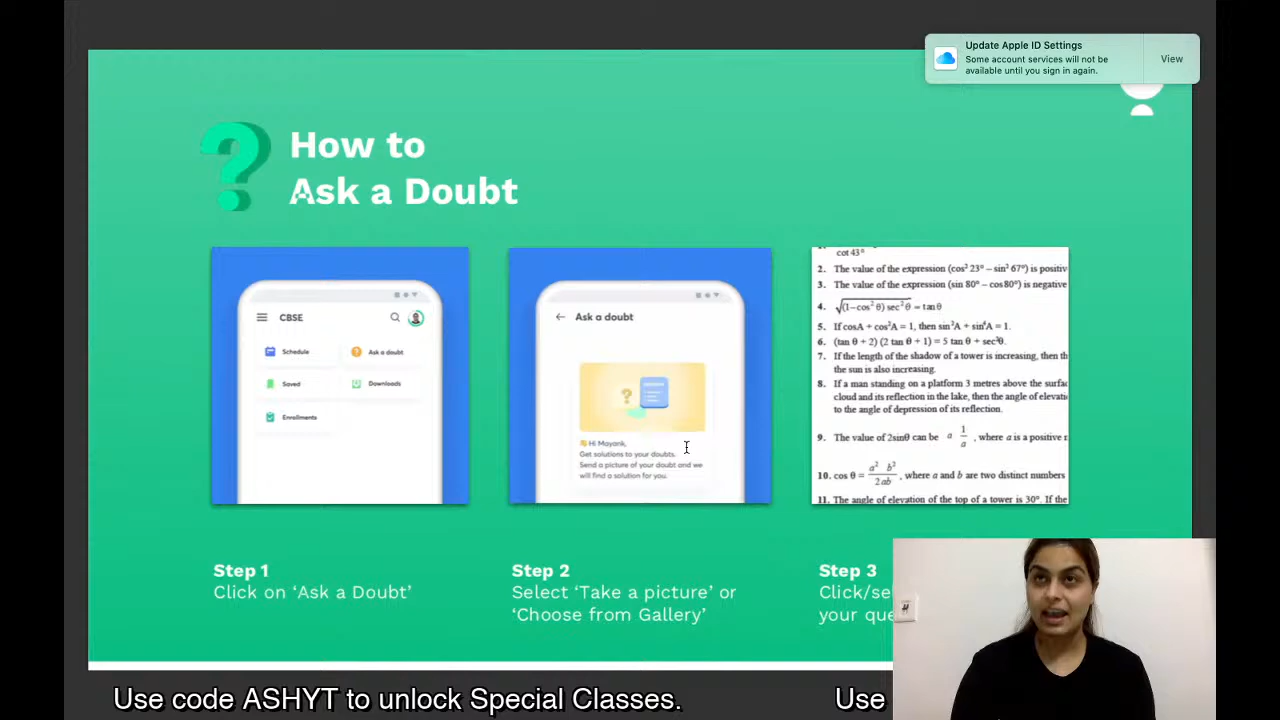 Update Apple ID Settings
Some account services will not be
available until you sign in again.
View
How to
Ask a Doubt
CBSE
Schedule
Ask a doubt
Saved
Downloads
Enrollments
Ask a doubt
Hi Mayank,
Get solutions to your doubts.
Send a picture of your doubt and we
will find a solution for you.
cot 43°
2. The value of the expression (cos² 23° – sin² 67°) is positiv
3. The value of the expression (sin 80° – cos 80°) is negative
4. √(1–cos² θ) sec² θ = tan θ
5. If cosA + cos²A = 1, then sin²A + sin⁴A = 1.
6. (tan θ + 2) (2 tan θ + 1) = 5 tan θ + sec²θ.
7. If the length of the shadow of a tower is increasing, then th
the sun is also increasing.
8. If a man standing on a platform 3 metres above the surfac
cloud and its reflection in the lake, then the angle of elevati
to the angle of depression of its reflection.
9. The value of 2sinθ can be a 1/a , where a is a positive n
10. cos θ = a² b²/2ab , where a and b are two distinct numbers
11. The angle of elevation of the top of a tower is 30°. If the
Step 1
Click on ‘Ask a Doubt’
Step 2
Select ‘Take a picture’ or
‘Choose from Gallery’
Step 3
Click/se
your que
Use code ASHYT to unlock Special Classes.
Use